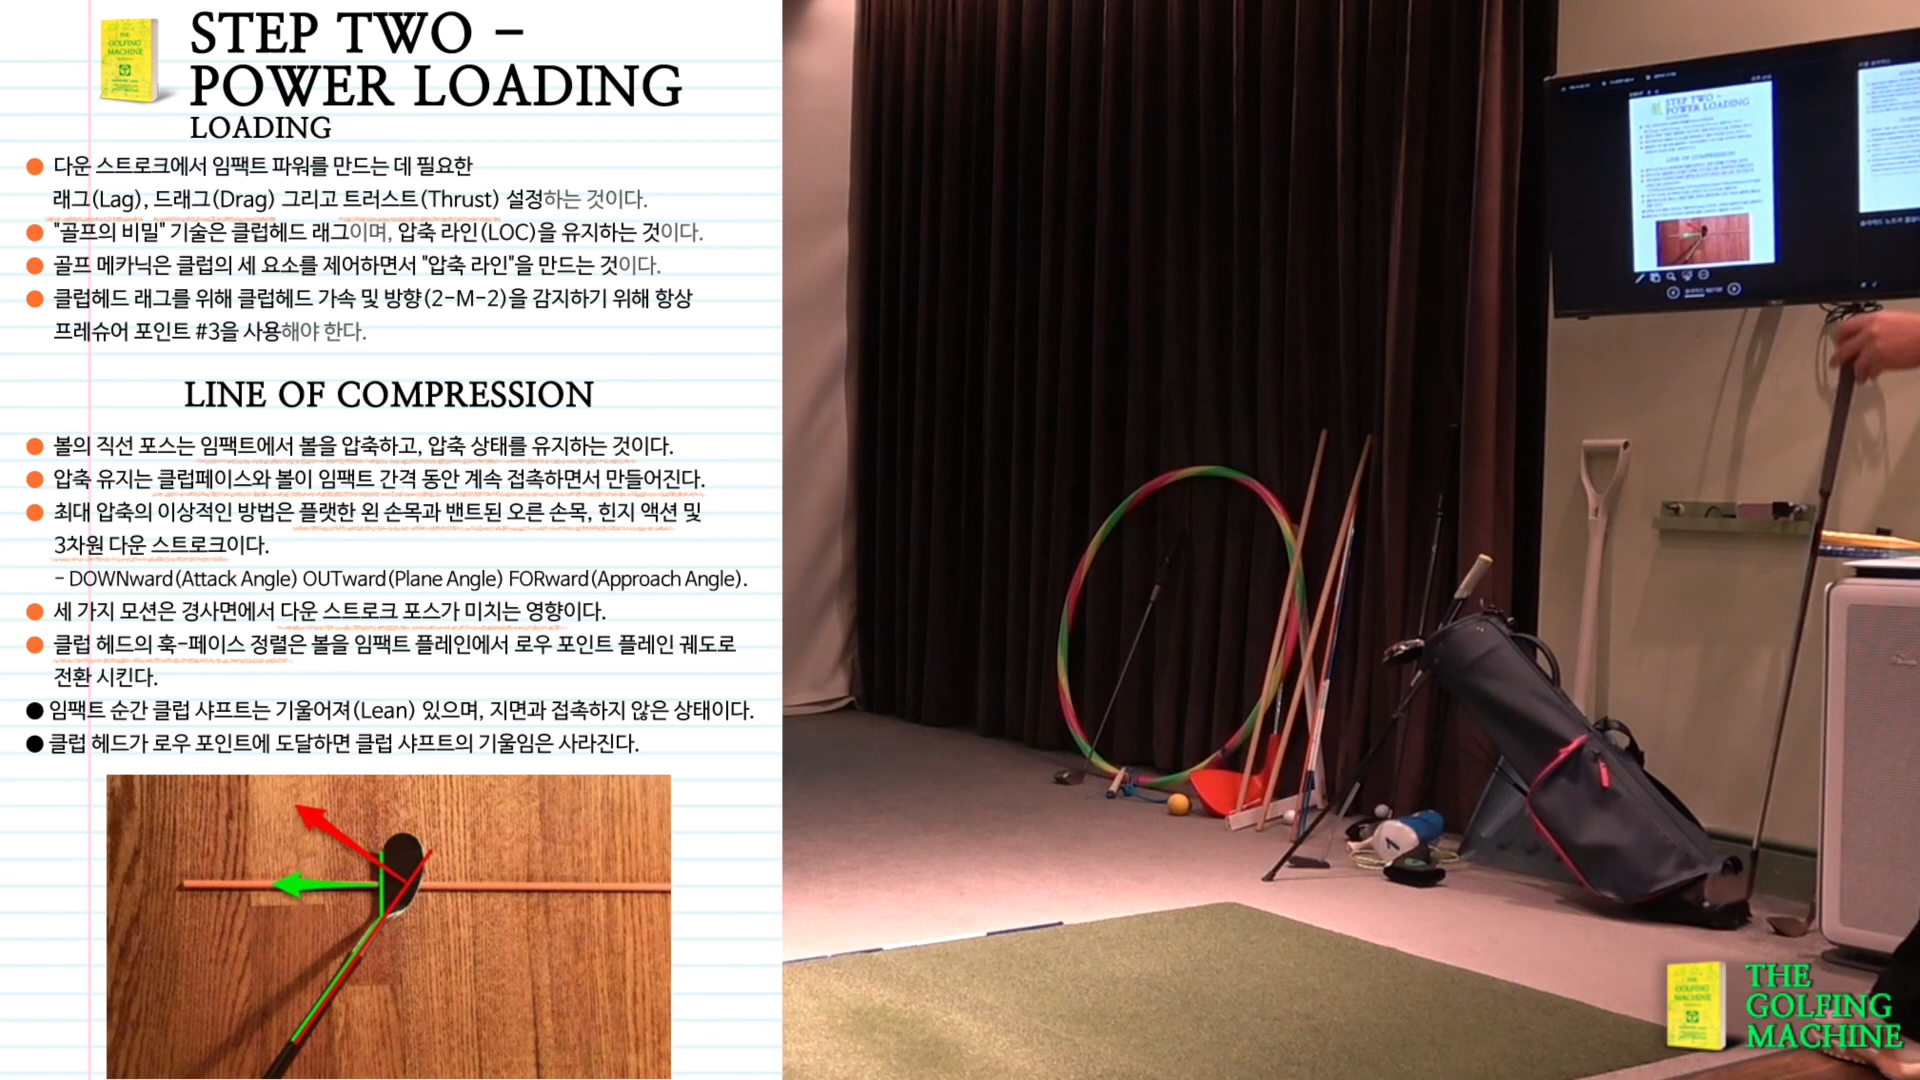 THE
GOLFING
MACHINE
STEP TWO –
POWER LOADING
LOADING
● 다운 스트로크에서 임팩트 파워를 만드는 데 필요한
래그(Lag), 드래그(Drag) 그리고 트러스트(Thrust) 설정하는 것이다.
● "골프의 비밀" 기술은 클럽헤드 래그이며, 압축 라인(LOC)을 유지하는 것이다.
● 골프 메카닉은 클럽의 세 요소를 제어하면서 "압축 라인"을 만드는 것이다.
● 클럽헤드 래그를 위해 클럽헤드 가속 및 방향(2-M-2)을 감지하기 위해 항상
프레슈어 포인트 #3을 사용해야 한다.
LINE OF COMPRESSION
● 볼의 직선 포스는 임팩트에서 볼을 압축하고, 압축 상태를 유지하는 것이다.
● 압축 유지는 클럽페이스와 볼이 임팩트 간격 동안 계속 접촉하면서 만들어진다.
● 최대 압축의 이상적인 방법은 플랫한 왼 손목과 밴트된 오른 손목, 힌지 액션 및
3차원 다운 스트로크이다.
- DOWNward(Attack Angle) OUTward(Plane Angle) FORward(Approach Angle).
● 세 가지 모션은 경사면에서 다운 스트로크 포스가 미치는 영향이다.
● 클럽 헤드의 훅-페이스 정렬은 볼을 임팩트 플레인에서 로우 포인트 플레인 궤도로
전환 시킨다.
● 임팩트 순간 클럽 샤프트는 기울어져(Lean) 있으며, 지면과 접촉하지 않은 상태이다.
● 클럽 헤드가 로우 포인트에 도달하면 클럽 샤프트의 기울임은 사라진다.
STEP TWO –
POWER LOADING
LINE OF COMPRESSION
THE
GOLFING
MACHINE
THE
GOLFING
MACHINE